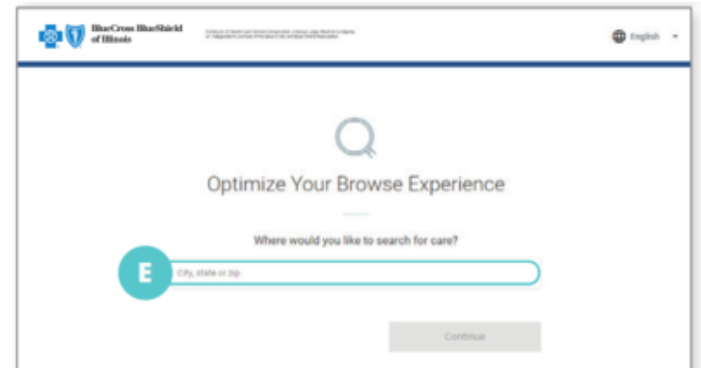 BlueCross BlueShield
of Illinois
English
Optimize Your Browse Experience
Where would you like to search for care?
E
City, state or zip
Continue